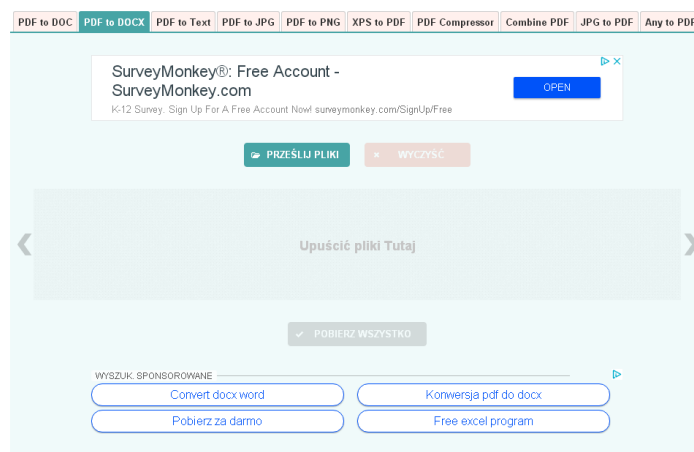 PDF to DOC PDF to DOCX PDF to Text PDF to JPG PDF to PNG XPS to PDF PDF Compressor Combine PDF JPG to PDF Any to PDF
SurveyMonkey®: Free Account -
SurveyMonkey.com
OPEN
K-12 Survey. Sign Up For A Free Account Now! surveymonkey.com/SignUp/Free
PRZEŚLIJ PLIKI WYCZYŚĆ
Upuścić pliki Tutaj
POBIERZ WSZYSTKO
WYSZUK. SPONSOROWANE
Convert docx word Konwersja pdf do docx
Pobierz za darmo Free excel program